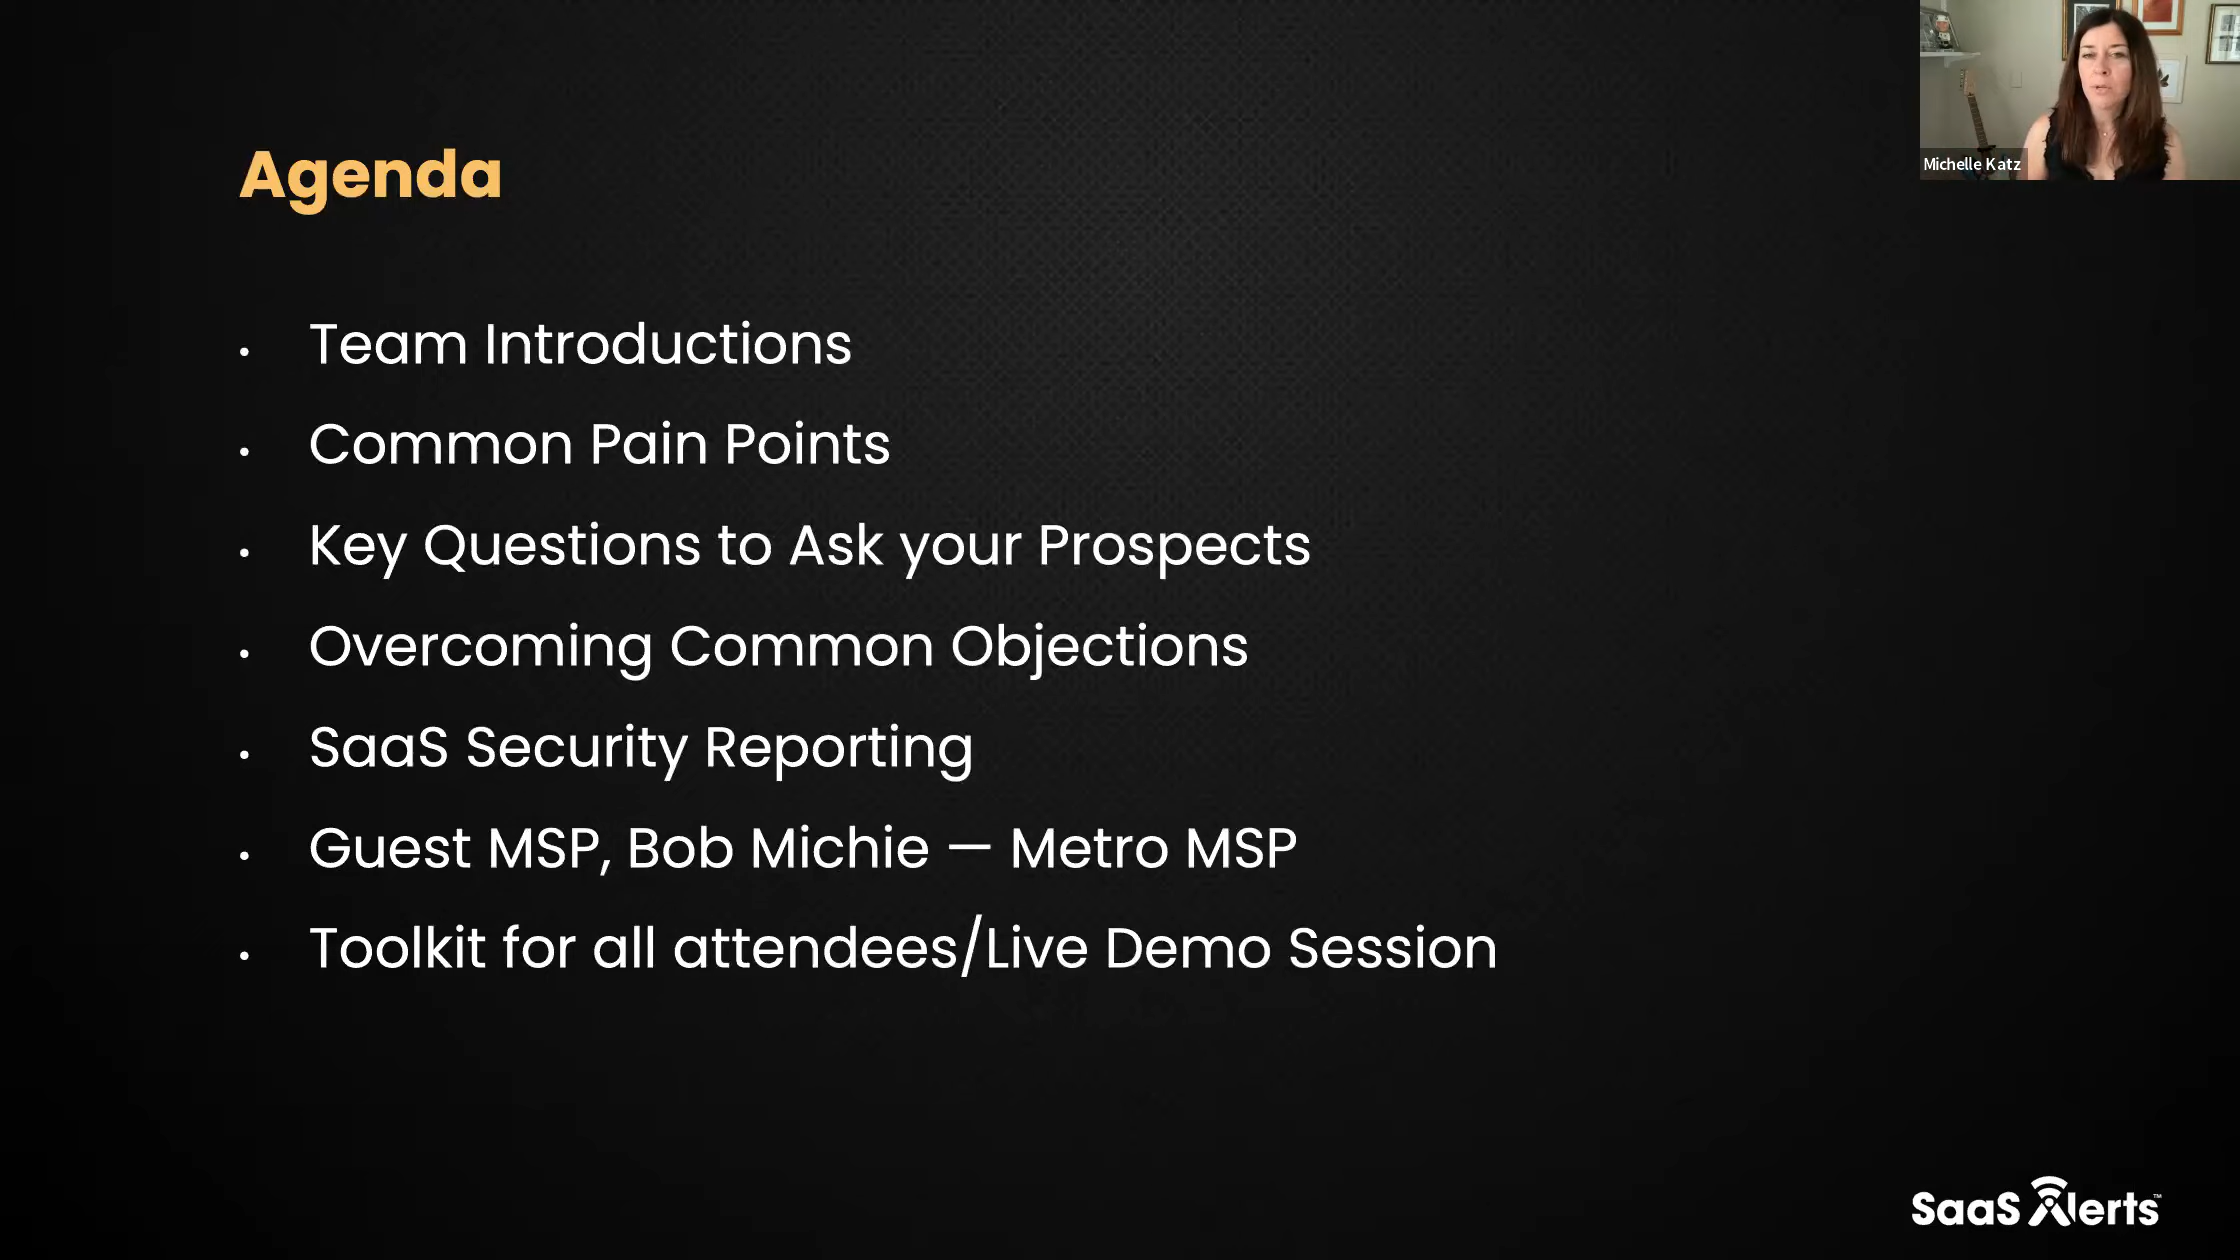 Agenda
• Team Introductions
• Common Pain Points
• Key Questions to Ask your Prospects
• Overcoming Common Objections
• SaaS Security Reporting
• Guest MSP, Bob Michie — Metro MSP
• Toolkit for all attendees/Live Demo Session
Michelle Katz
SaaS Alerts™